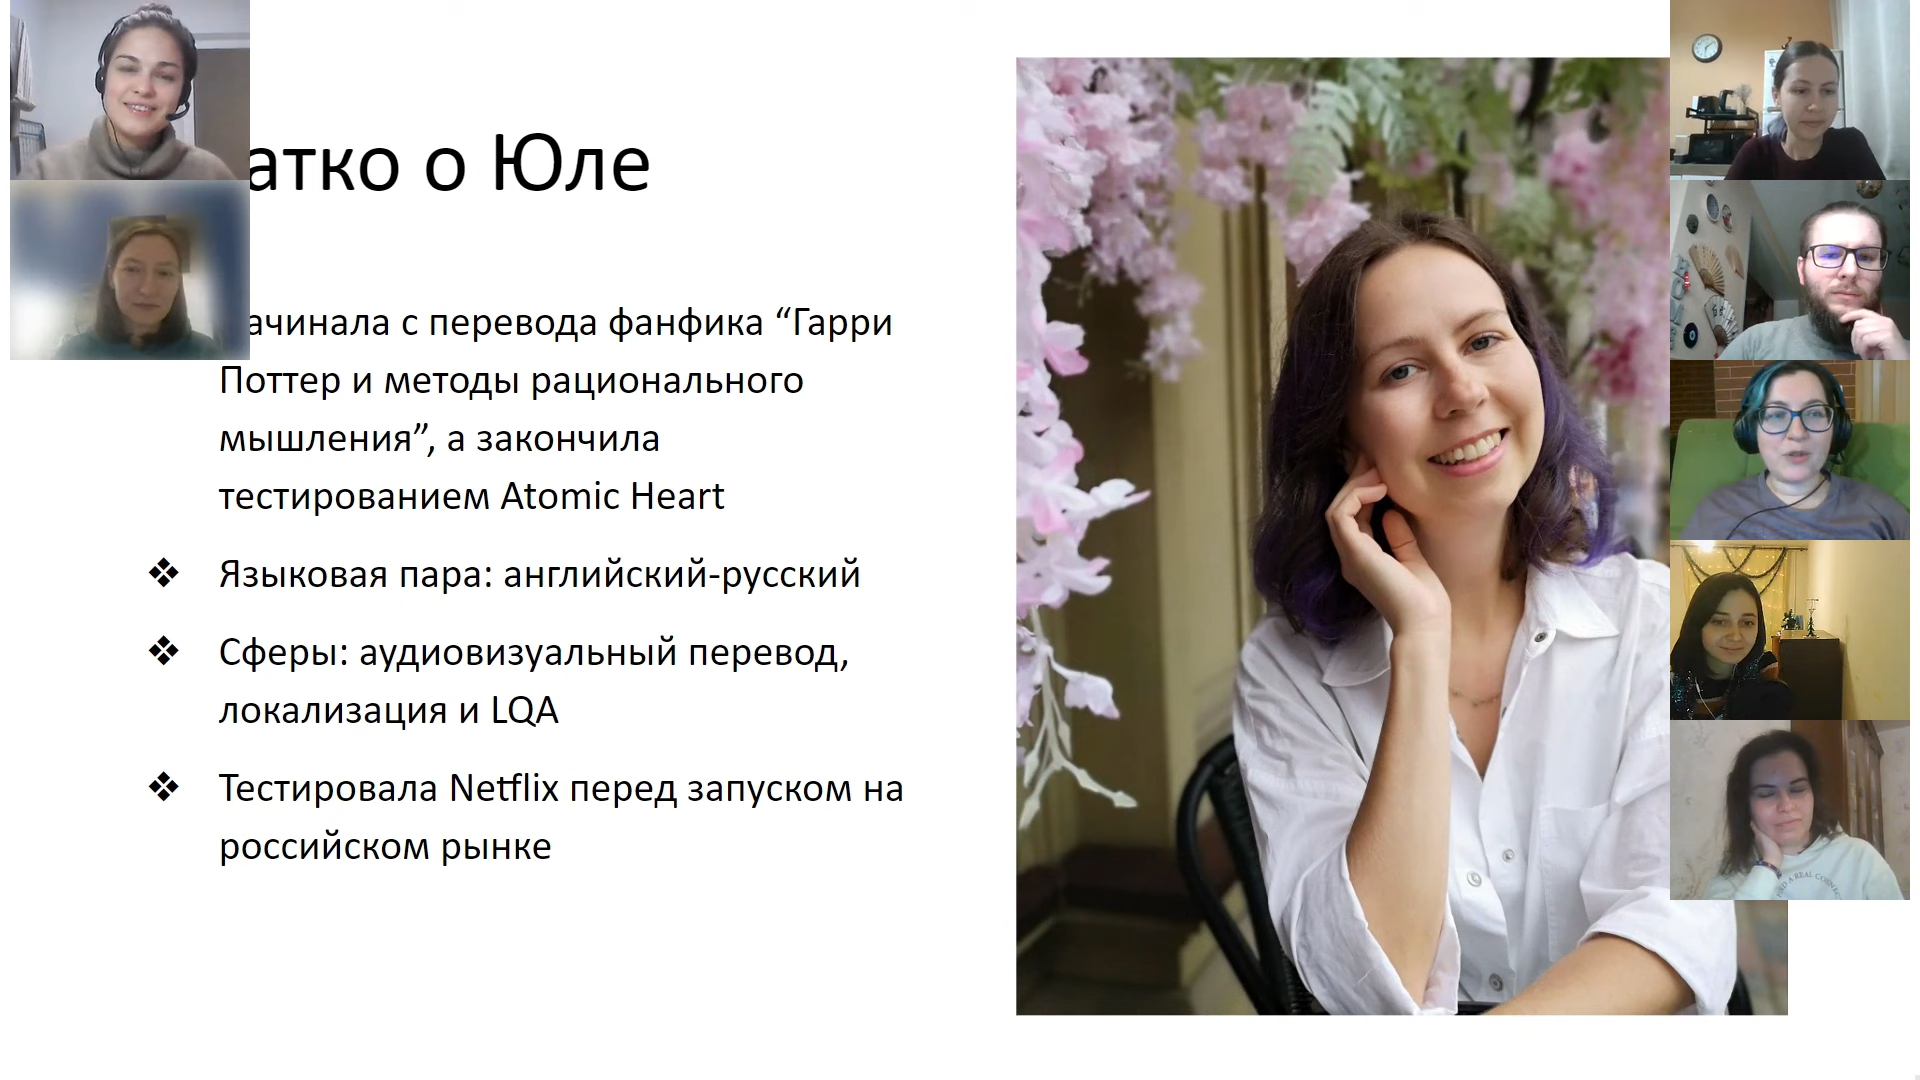 атко о Юле
ачинала с перевода фанфика “Гарри
Поттер и методы рационального
мышления”, а закончила
тестированием Atomic Heart
❖ Языковая пара: английский-русский
❖ Сферы: аудиовизуальный перевод,
локализация и LQA
❖ Тестировала Netflix перед запуском на
российском рынке
A REAL